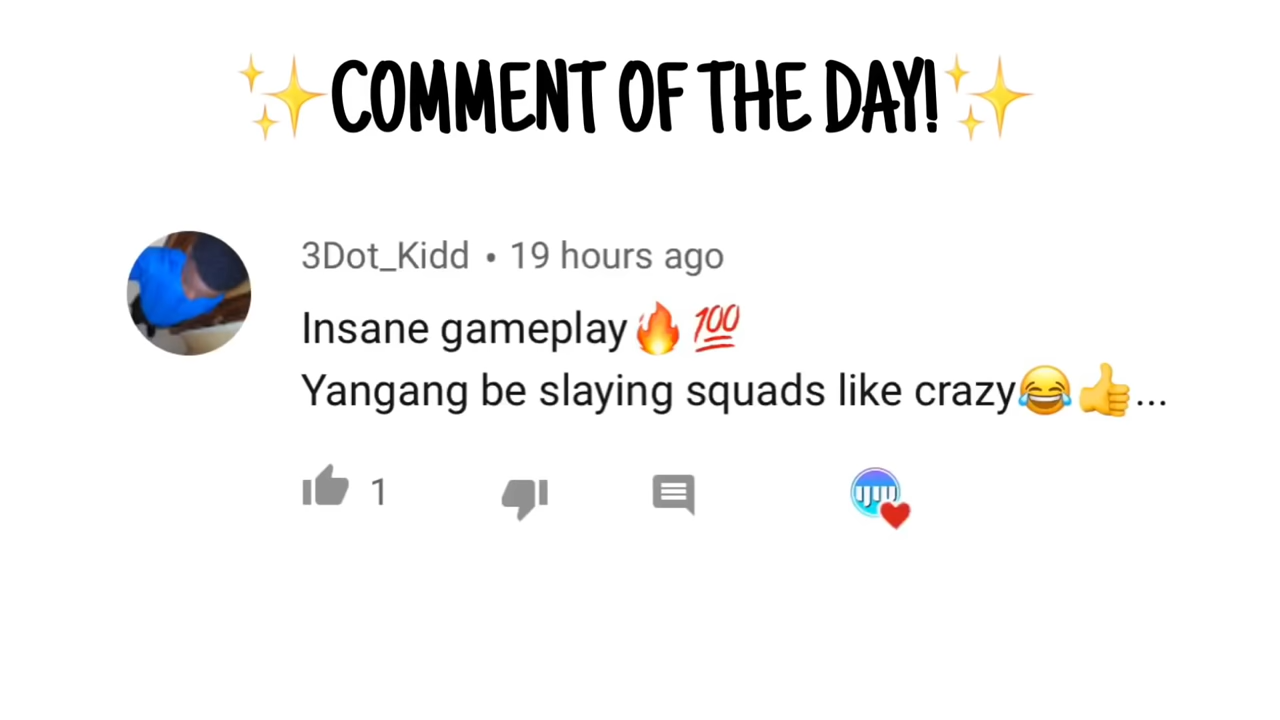 ✨COMMENT OF THE DAY!✨
3Dot_Kidd • 19 hours ago
Insane gameplay🔥💯
Yangang be slaying squads like crazy😂👍...
1